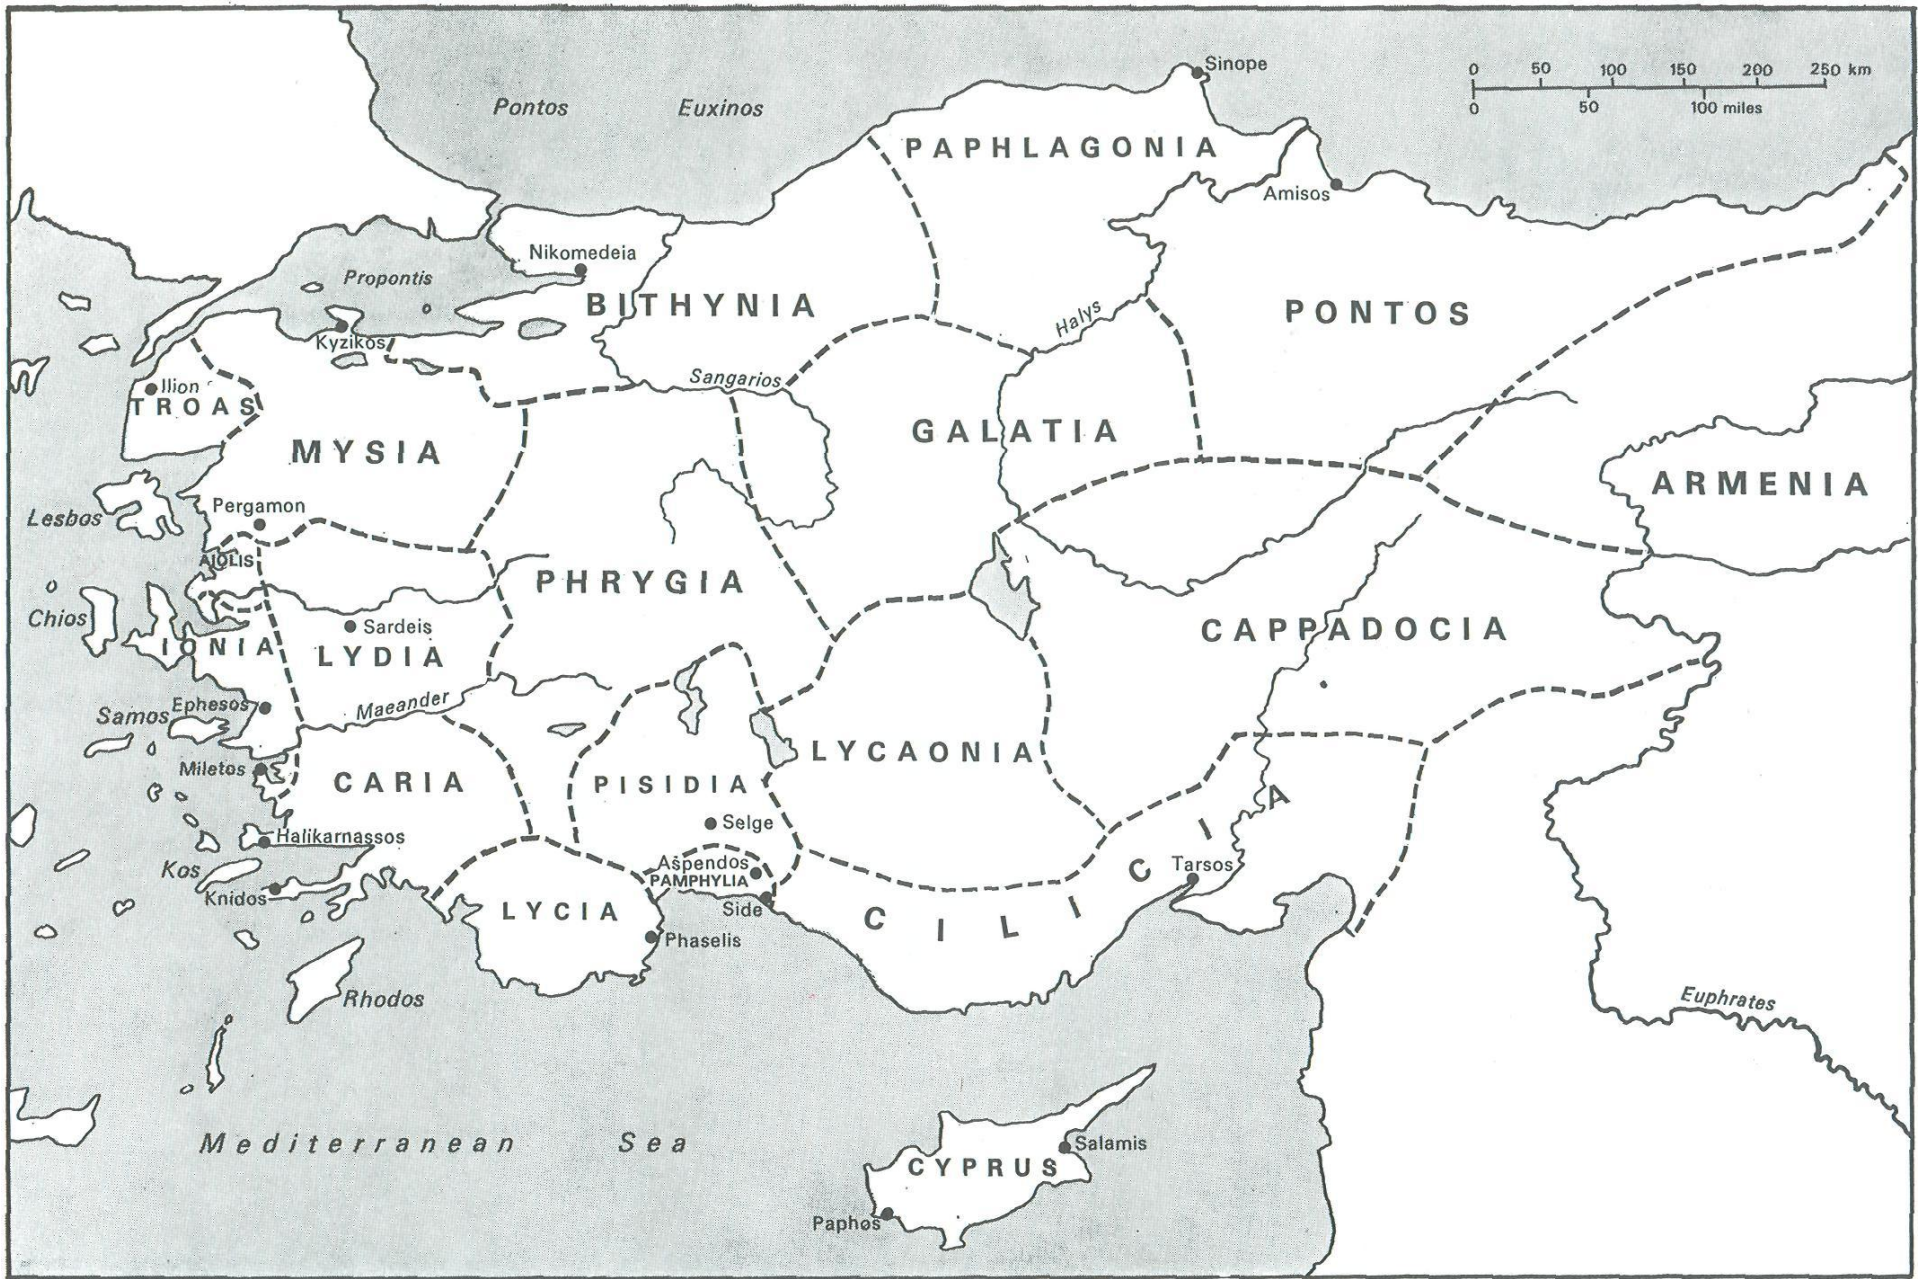 Sinope
0 50 100 150 200 250 km
0 50 100 miles
Pontos Euxinos
PAPHLAGONIA
Amisos
Nikomedeia
Propontis
BITHYNIA
PONTOS
Halys
Kyzikos
Sangarios
Ilion
TROAS
MYSIA
GALATIA
ARMENIA
Pergamon
Lesbos
AIOLIS
PHRYGIA
Chios
Sardeis
CAPPADOCIA
IONIA
LYDIA
Maeander
Ephesos
Samos
LYCAONIA
Miletos
CARIA
PISIDIA
Selge
Halikarnassos
Aspendos
Tarsos
Kos
PAMPHYLIA
Knidos
Side
LYCIA
CILICIA
Phaselis
Rhodos
Euphrates
Mediterranean Sea
Salamis
CYPRUS
Paphos